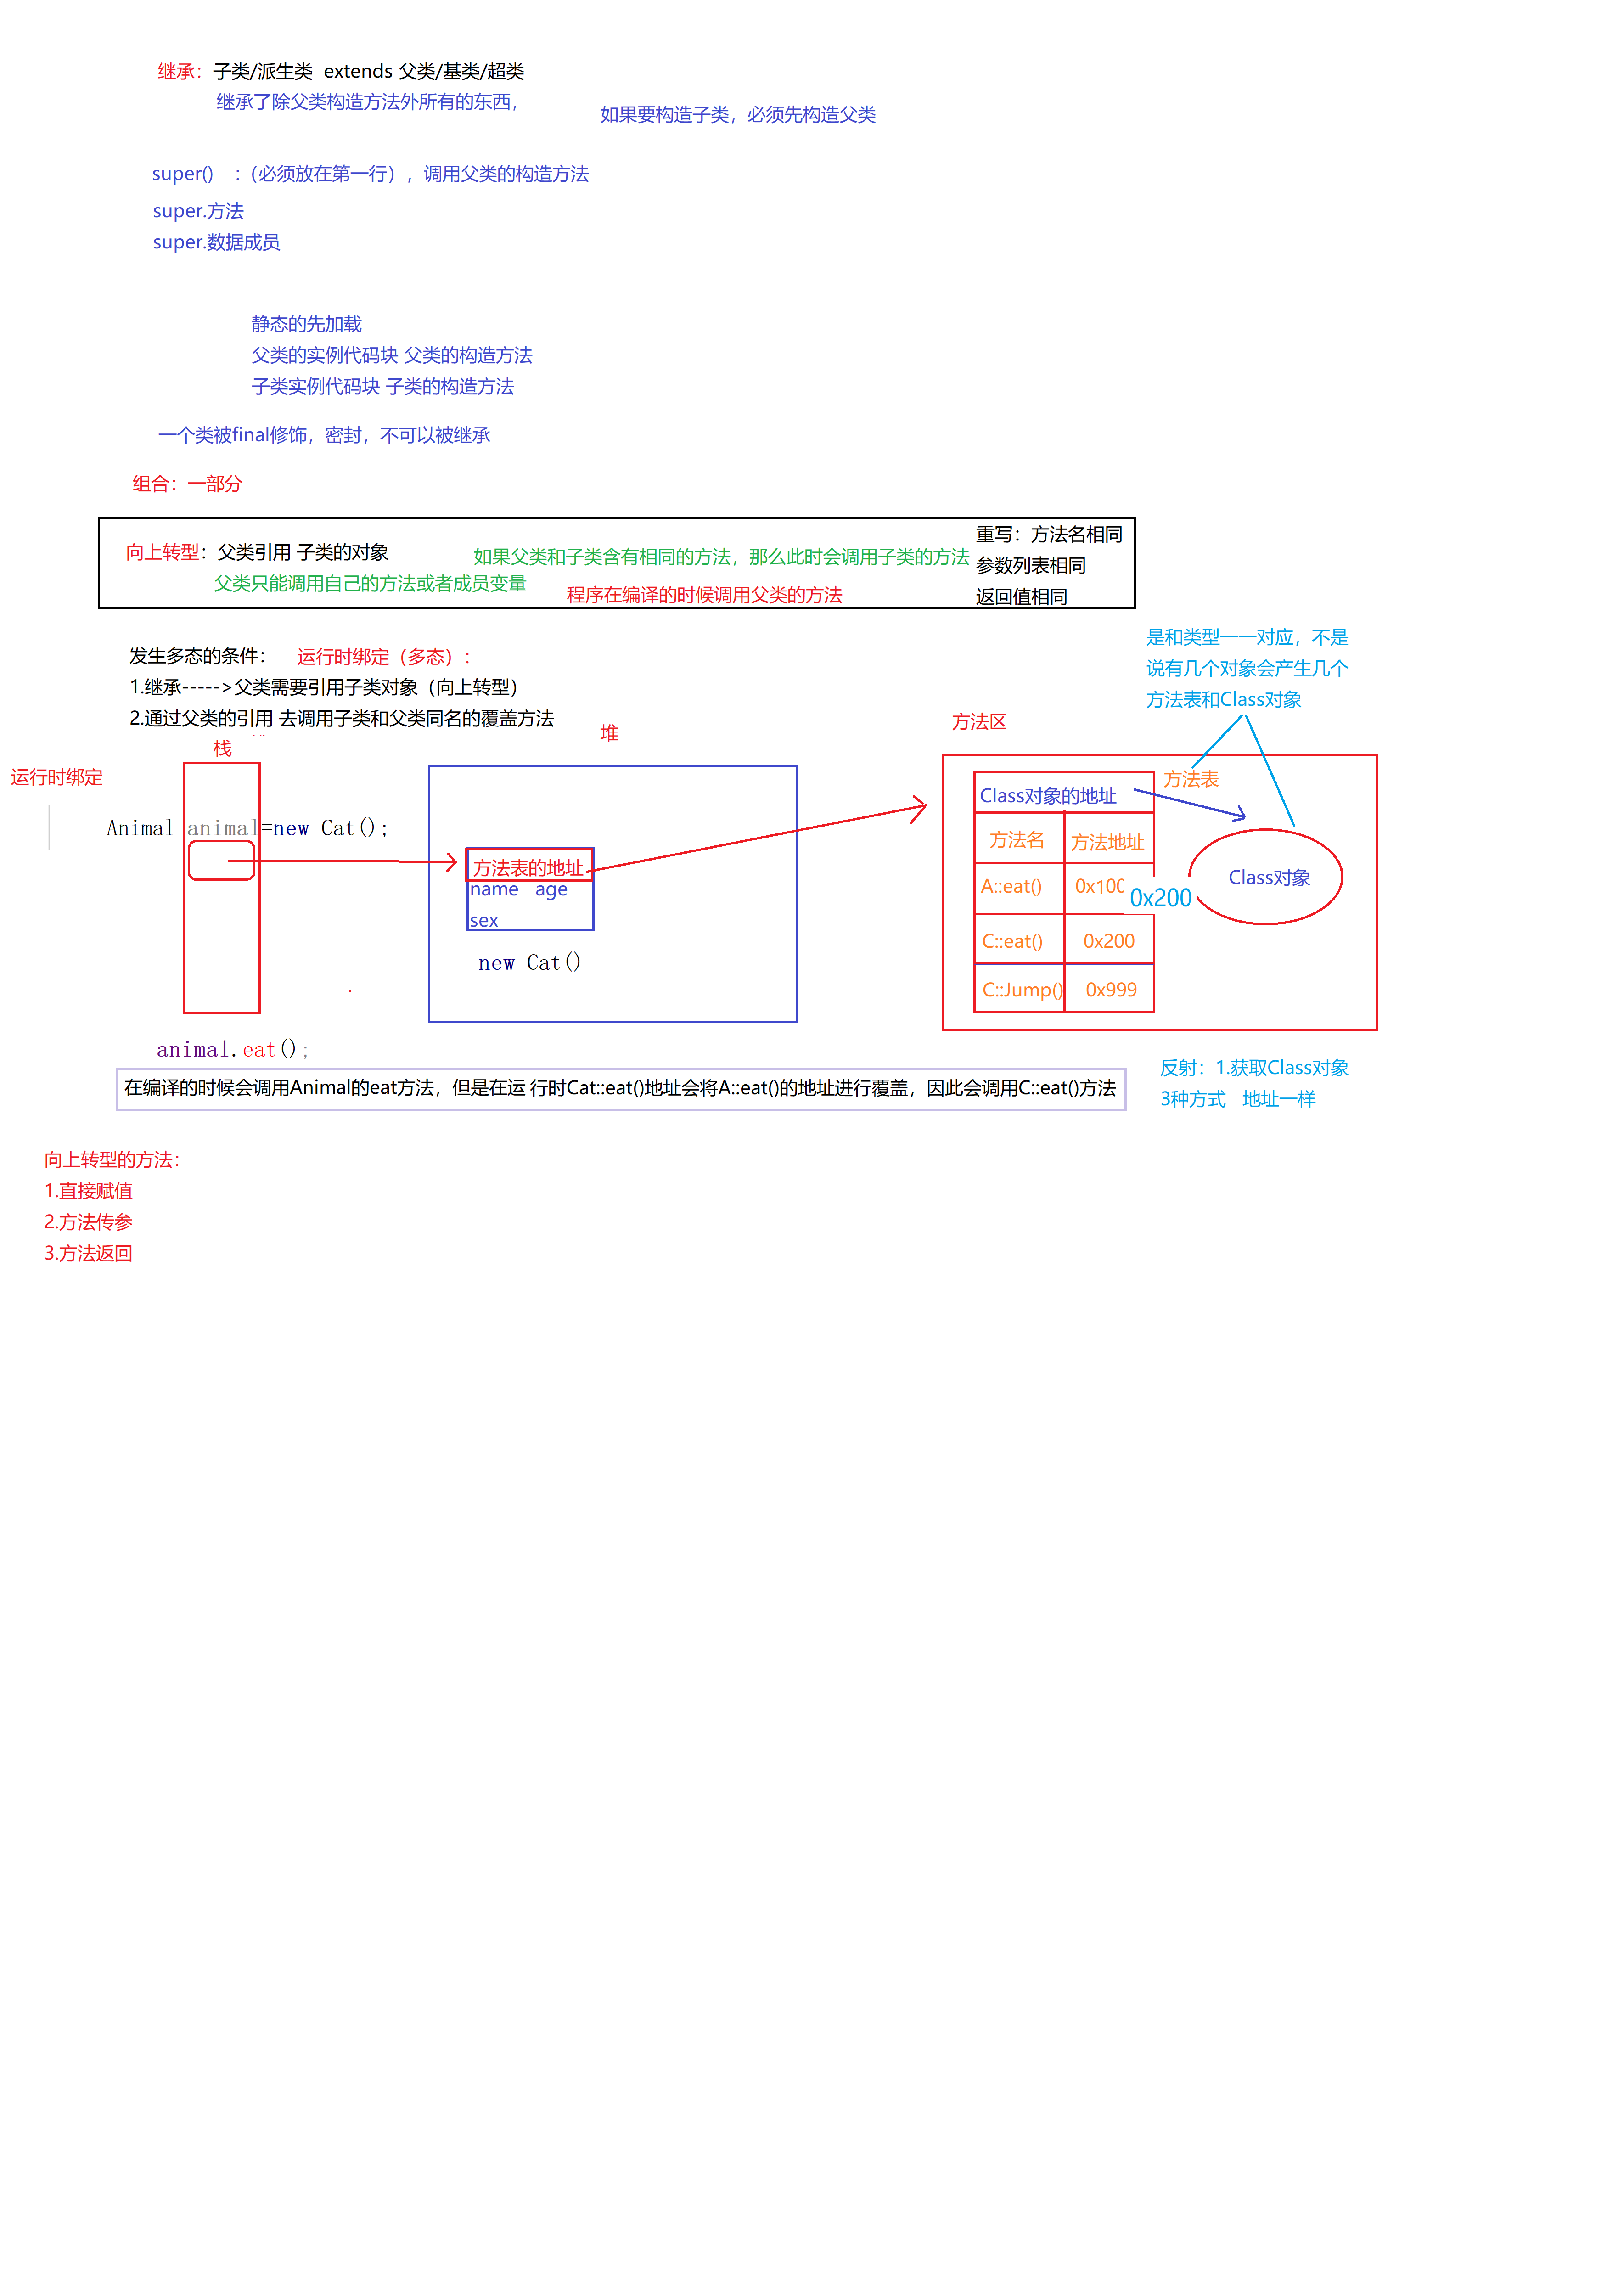 继承：子类/派生类 extends 父类/基类/超类
继承了除父类构造方法外所有的东西，
如果要构造子类，必须先构造父类
super() ：（必须放在第一行），调用父类的构造方法
super.方法
super.数据成员
静态的先加载
父类的实例代码块 父类的构造方法
子类实例代码块 子类的构造方法
一个类被final修饰，密封，不可以被继承
组合：一部分
向上转型：父类引用 子类的对象
父类只能调用自己的方法或者成员变量
如果父类和子类含有相同的方法，那么此时会调用子类的方法
程序在编译的时候调用父类的方法
重写：方法名相同
参数列表相同
返回值相同
发生多态的条件：
运行时绑定（多态）：
1.继承----->父类需要引用子类对象（向上转型）
2.通过父类的引用 去调用子类和父类同名的覆盖方法
是和类型一一对应，不是
说有几个对象会产生几个
方法表和Class对象
运行时绑定
栈
堆
方法区
Animal animal=new Cat();
方法表的地址
name age
sex
new Cat()
方法表
Class对象的地址
方法名 方法地址
A::eat() 0x100
0x200
C::eat() 0x200
C::Jump() 0x999
Class对象
animal.eat();
在编译的时候会调用Animal的eat方法，但是在运 行时Cat::eat()地址会将A::eat()的地址进行覆盖，因此会调用C::eat()方法
反射：1.获取Class对象
3种方式 地址一样
向上转型的方法：
1.直接赋值
2.方法传参
3.方法返回